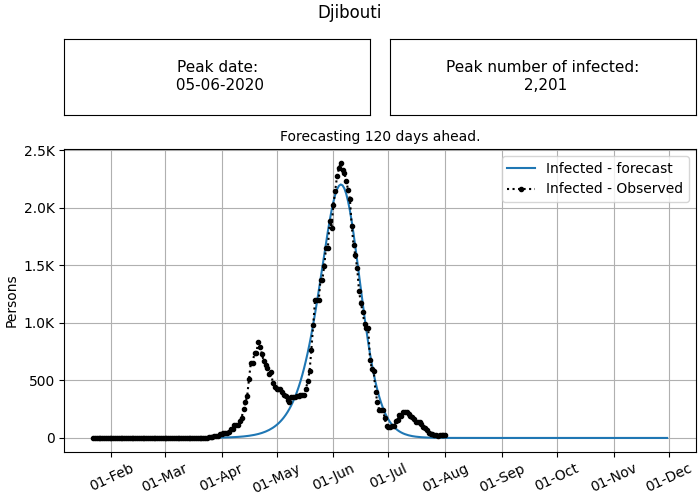 Djibouti
Peak date:
05-06-2020
Peak number of infected:
2,201
Forecasting 120 days ahead.
2.5K
2.0K
1.5K
1.0K
500
0
Persons
Infected - forecast
Infected - Observed
01-Feb
01-Mar
01-Apr
01-May
01-Jun
01-Jul
01-Aug
01-Sep
01-Oct
01-Nov
01-Dec